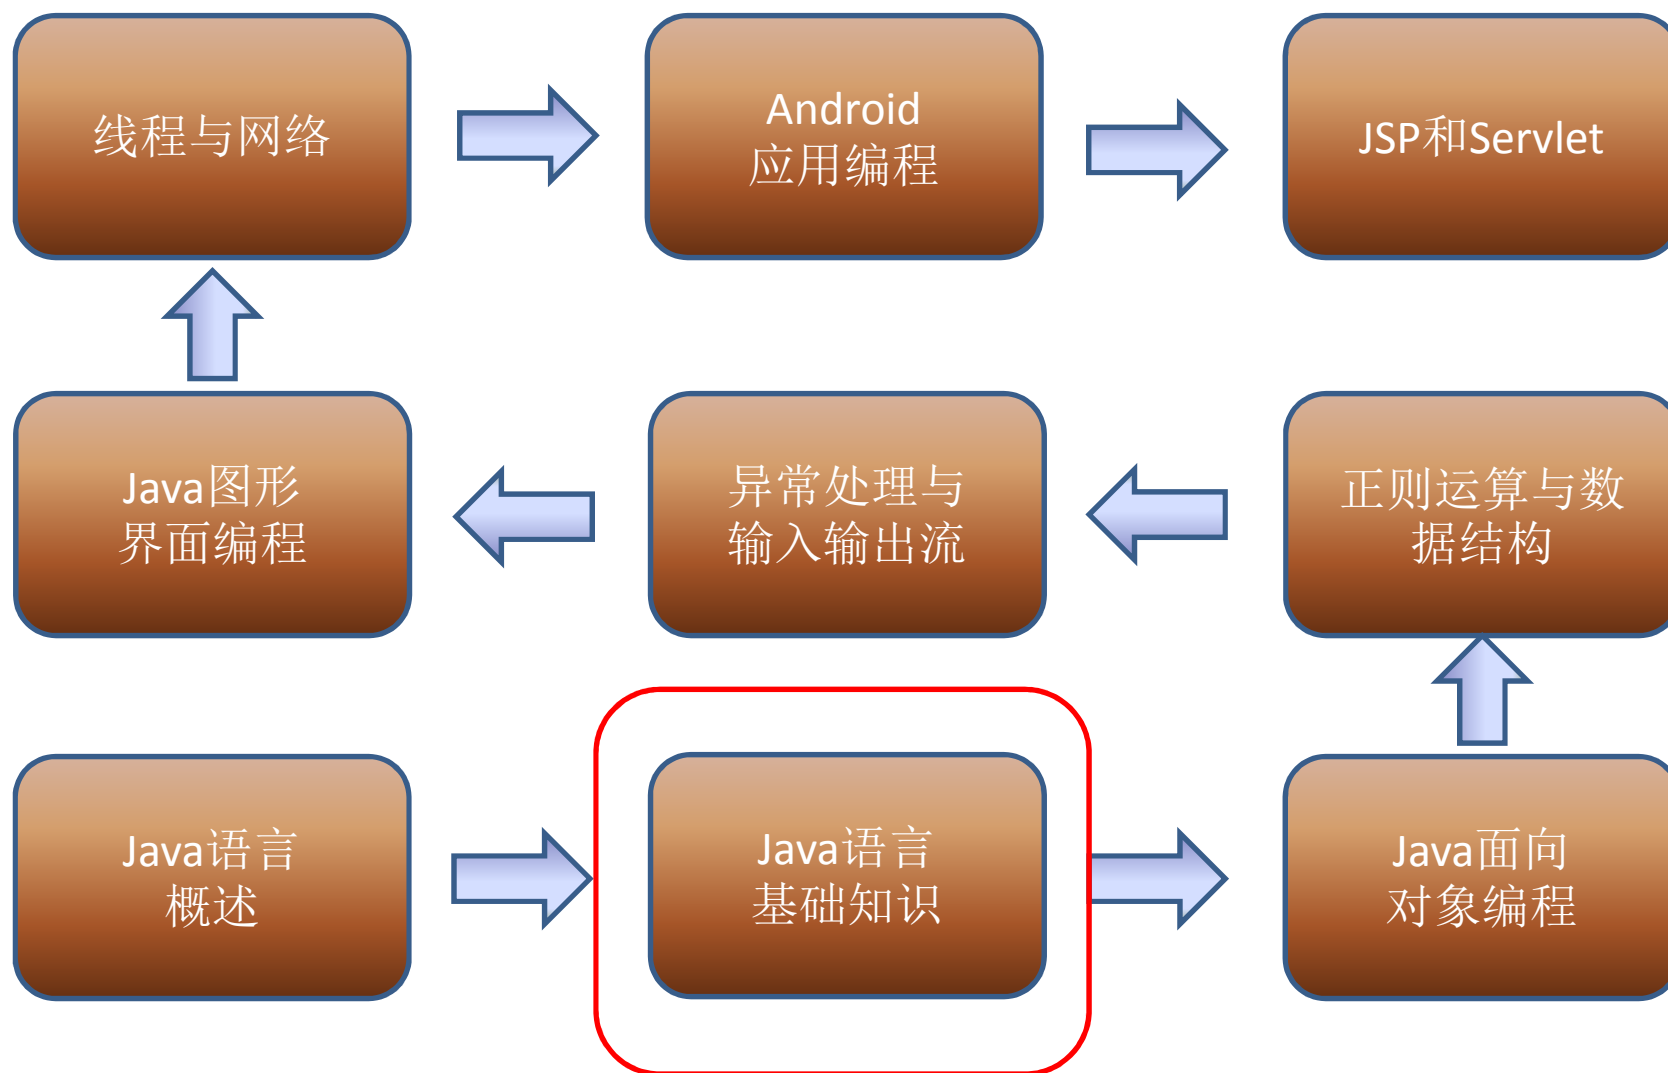 线程与网络
Android
应用编程
JSP和Servlet
Java图形
界面编程
异常处理与
输入输出流
正则运算与数
据结构
Java语言
概述
Java语言
基础知识
Java面向
对象编程